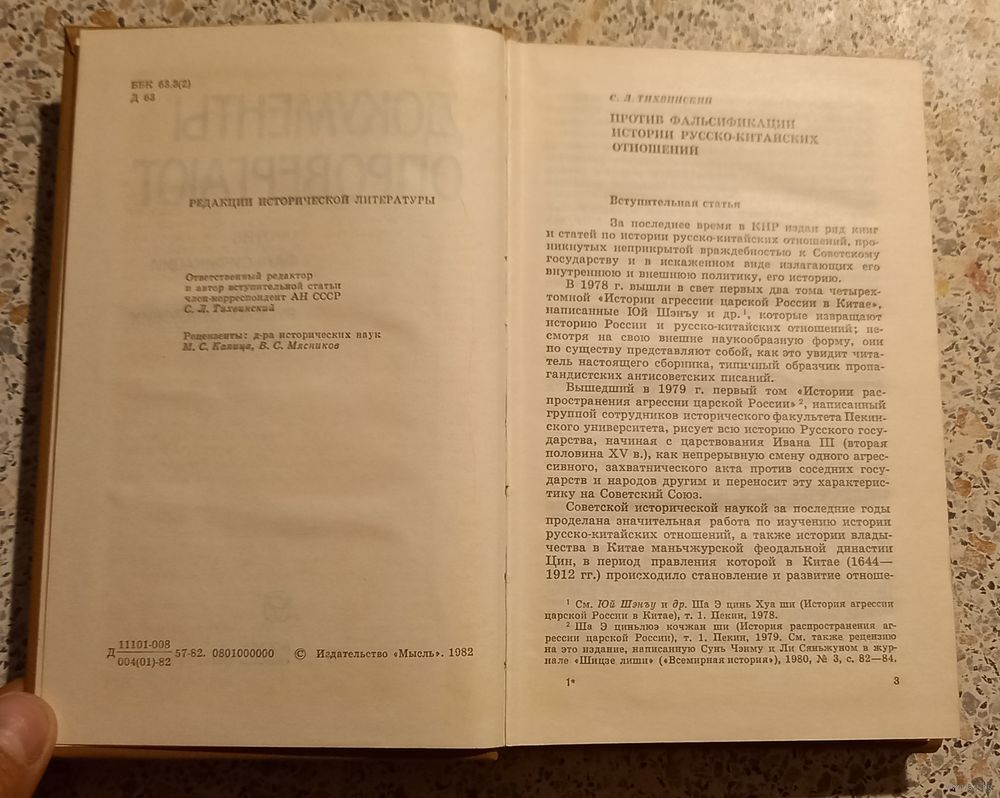 ББК 63.3(2)
Д 63
РЕДАКЦИИ ИСТОРИЧЕСКОЙ ЛИТЕРАТУРЫ
Ответственный редактор
и автор вступительной статьи
член-корреспондент АН СССР
С. Л. Тихвинский
Рецензенты: д-ра исторических наук
М. С. Капица, В. С. Мясников
Д 11101-008
004(01)-82 57-82. 0801000000 © Издательство «Мысль». 1982
С. Л. ТИХВИНСКИЙ
ПРОТИВ ФАЛЬСИФИКАЦИИ
ИСТОРИИ РУССКО-КИТАЙСКИХ
ОТНОШЕНИЙ
Вступительная статья
За последнее время в КНР издан ряд книг
и статей по истории русско-китайских отношений, про-
никнутых неприкрытой враждебностью к Советскому
государству и в искаженном виде излагающих его
внутреннюю и внешнюю политику, его историю.
В 1978 г. вышли в свет первых два тома четырех-
томной «Истории агрессии царской России в Китае»,
написанные Юй Шэнъу и др.¹, которые извращают
историю России и русско-китайских отношений; не-
смотря на свою внешне наукообразную форму, они
по существу представляют собой, как это увидит чита-
тель настоящего сборника, типичный образчик пропа-
гандистских антисоветских писаний.
Вышедший в 1979 г. первый том «Истории рас-
пространения агрессии царской России»², написанный
группой сотрудников исторического факультета Пекин-
ского университета, рисует всю историю Русского госу-
дарства, начиная с царствования Ивана III (вторая
половина XV в.), как непрерывную смену одного агрес-
сивного, захватнического акта против соседних госу-
дарств и народов другим и переносит эту характерис-
тику на Советский Союз.
Советской исторической наукой за последние годы
проделана значительная работа по изучению истории
русско-китайских отношений, а также истории влады-
чества в Китае маньчжурской феодальной династии
Цин, в период правления которой в Китае (1644—
1912 гг.) происходило становление и развитие отноше-
¹ См. Юй Шэнъу и др. Ша Э цинь Хуа ши (История агрессии
царской России в Китае), т. 1. Пекин, 1978.
² Ша Э циньлюэ кочжан ши (История распространения аг-
рессии царской России), т. 1. Пекин, 1979. См. также рецензию
на это издание, написанную Сунь Чэиму и Ли Сяньжуном в жур-
нале «Шицзе лиши» («Всемирная история»), 1980, № 3, с. 82—84.
1* 3